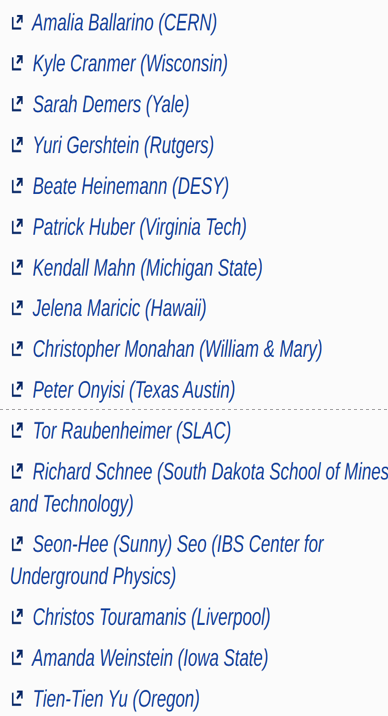 Amalia Ballarino (CERN)
Kyle Cranmer (Wisconsin)
Sarah Demers (Yale)
Yuri Gershtein (Rutgers)
Beate Heinemann (DESY)
Patrick Huber (Virginia Tech)
Kendall Mahn (Michigan State)
Jelena Maricic (Hawaii)
Christopher Monahan (William & Mary)
Peter Onyisi (Texas Austin)
Tor Raubenheimer (SLAC)
Richard Schnee (South Dakota School of Mines
and Technology)
Seon-Hee (Sunny) Seo (IBS Center for
Underground Physics)
Christos Touramanis (Liverpool)
Amanda Weinstein (Iowa State)
Tien-Tien Yu (Oregon)